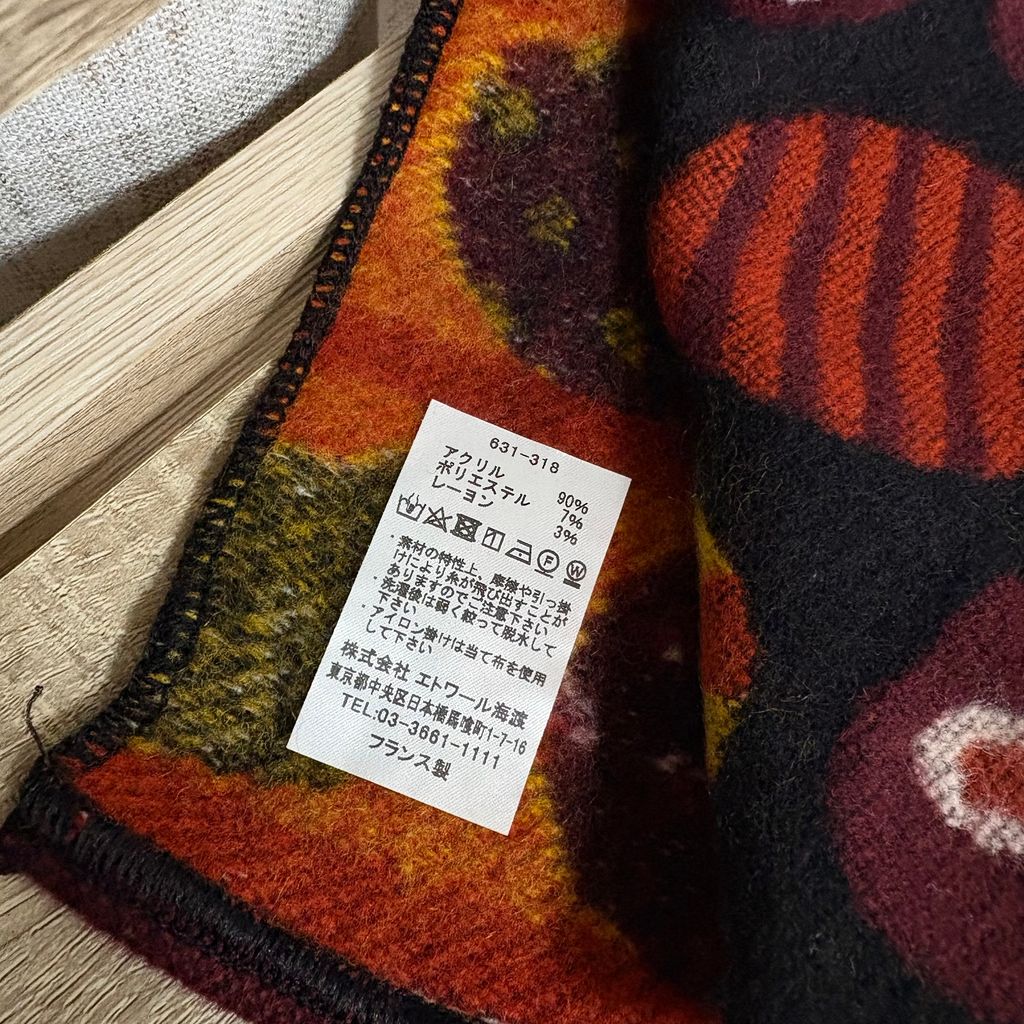 631-318
アクリル 90%
ポリエステル 7%
レーヨン 3%
F W
・素材の特性上、摩擦や引っ掛
けにより糸が飛び出すことが
ありますのでご注意下さい
・洗濯後は軽く絞って脱水して
下さい
・アイロン掛けは当て布を使用
して下さい
株式会社 エトワール海渡
東京都中央区日本橋馬喰町1-7-16
TEL:03-3661-1111
フランス製